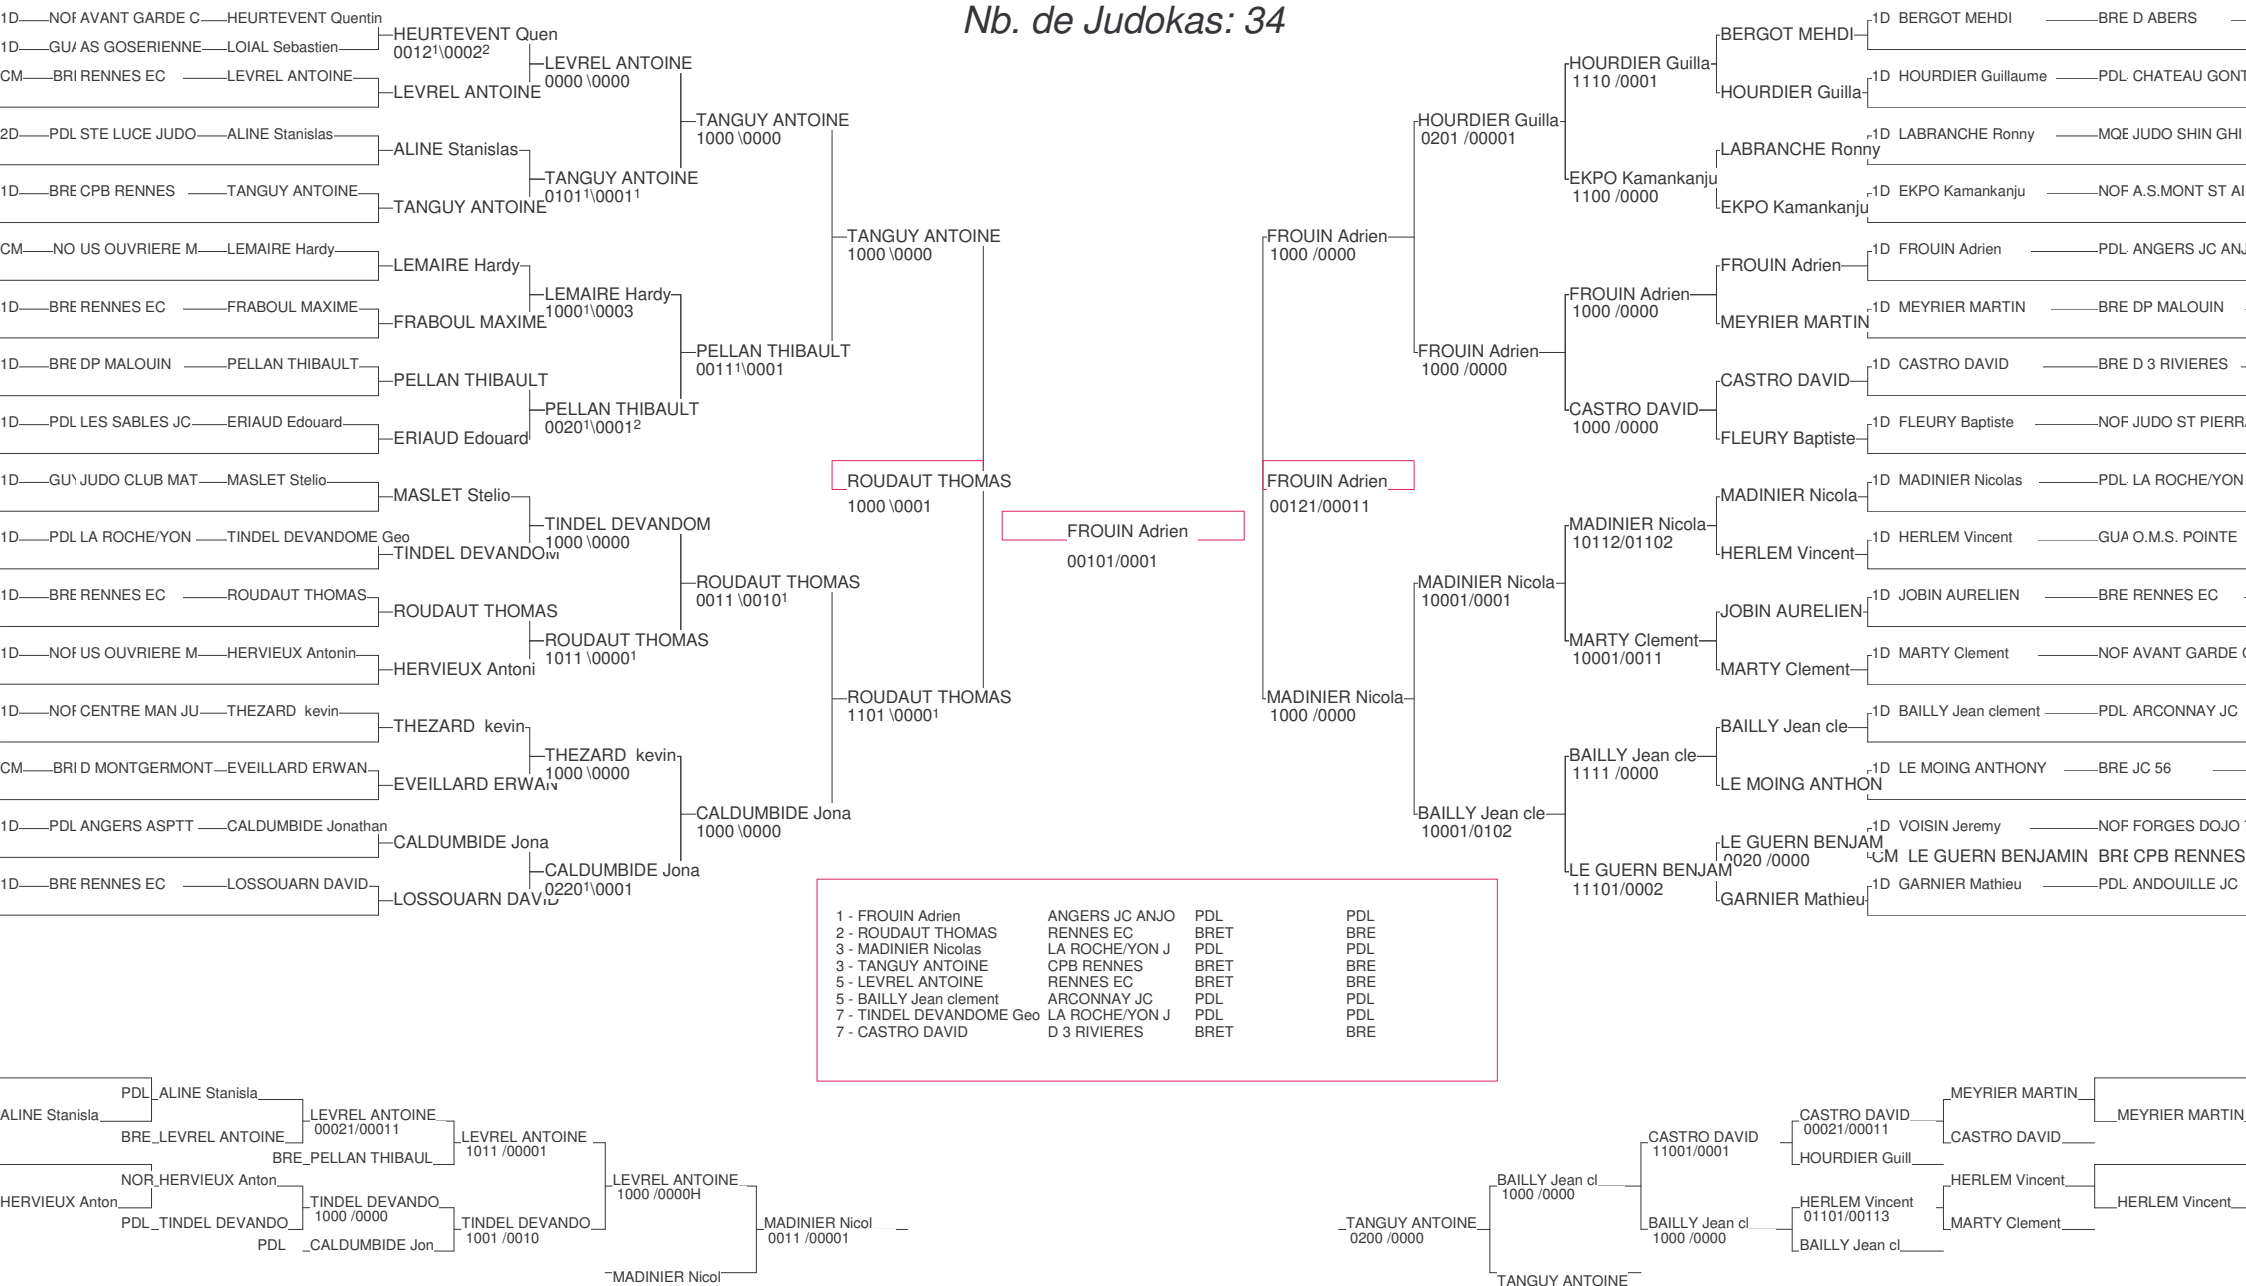 Nb. de Judokas: 34
1D NOF AVANT GARDE C HEURTEVENT Quentin
1D GUA AS GOSERIENNE LOIAL Sebastien
CM BRI RENNES EC LEVREL ANTOINE
2D PDL STE LUCE JUDO ALINE Stanislas
1D BRE CPB RENNES TANGUY ANTOINE
CM NO US OUVRIERE M LEMAIRE Hardy
1D BRE RENNES EC FRABOUL MAXIME
1D BRE DP MALOUIN PELLAN THIBAULT
1D PDL LES SABLES JC ERIAUD Edouard
1D GUY JUDO CLUB MAT MASLET Stelio
1D PDL LA ROCHE/YON TINDEL DEVANDOME Geo
1D BRE RENNES EC ROUDAUT THOMAS
1D NOF US OUVRIERE M HERVIEUX Antonin
1D NOF CENTRE MAN JU THEZARD kevin
CM BRI D MONTGERMONT EVEILLARD ERWAN
1D PDL ANGERS ASPTT CALDUMBIDE Jonathan
1D BRE RENNES EC LOSSOUARN DAVID
HEURTEVENT Quen
0012¹\0002²
LEVREL ANTOINE
ALINE Stanislas
TANGUY ANTOINE
LEMAIRE Hardy
FRABOUL MAXIME
PELLAN THIBAULT
ERIAUD Edouard
MASLET Stelio
TINDEL DEVANDOM
ROUDAUT THOMAS
HERVIEUX Antoni
THEZARD kevin
EVEILLARD ERWAN
CALDUMBIDE Jona
LOSSOUARN DAVID
LEVREL ANTOINE
0000 \0000
TANGUY ANTOINE
0101¹\0001¹
LEMAIRE Hardy
1000¹\0003
PELLAN THIBAULT
0020¹\0001²
TINDEL DEVANDOM
1000 \0000
ROUDAUT THOMAS
1011 \0000¹
THEZARD kevin
1000 \0000
CALDUMBIDE Jona
0220¹\0001
TANGUY ANTOINE
1000 \0000
PELLAN THIBAULT
0011¹\0001
ROUDAUT THOMAS
0011 \0010¹
CALDUMBIDE Jona
1000 \0000
TANGUY ANTOINE
1000 \0000
ROUDAUT THOMAS
1101 \0000¹
ROUDAUT THOMAS
1000 \0001
FROUIN Adrien
00101/0001
FROUIN Adrien
00121/00011
FROUIN Adrien
1000 /0000
MADINIER Nicola
1000 /0000
HOURDIER Guilla
0201 /00001
FROUIN Adrien
1000 /0000
MADINIER Nicola
10001/0001
BAILLY Jean cle
10001/0102
HOURDIER Guilla
1110 /0001
EKPO Kamankanju
1100 /0000
FROUIN Adrien
1000 /0000
CASTRO DAVID
1000 /0000
MADINIER Nicola
10112/01102
MARTY Clement
10001/0011
BAILLY Jean cle
1111 /0000
LE GUERN BENJAM
11101/0002
BERGOT MEHDI
HOURDIER Guilla
LABRANCHE Ronny
EKPO Kamankanju
FROUIN Adrien
MEYRIER MARTIN
CASTRO DAVID
FLEURY Baptiste
MADINIER Nicola
HERLEM Vincent
JOBIN AURELIEN
MARTY Clement
BAILLY Jean cle
LE MOING ANTHON
LE GUERN BENJAM
0020 /0000
GARNIER Mathieu
1D BERGOT MEHDI BRE D ABERS
1D HOURDIER Guillaume PDL CHATEAU GONT
1D LABRANCHE Ronny MQE JUDO SHIN GHI
1D EKPO Kamankanju NOF A.S.MONT ST AI
1D FROUIN Adrien PDL ANGERS JC ANJ
1D MEYRIER MARTIN BRE DP MALOUIN
1D CASTRO DAVID BRE D 3 RIVIERES
1D FLEURY Baptiste NOF JUDO ST PIERR
1D MADINIER Nicolas PDL LA ROCHE/YON
1D HERLEM Vincent GUA O.M.S. POINTE
1D JOBIN AURELIEN BRE RENNES EC
1D MARTY Clement NOF AVANT GARDE C
1D BAILLY Jean clement PDL ARCONNAY JC
1D LE MOING ANTHONY BRE JC 56
1D VOISIN Jeremy NOF FORGES DOJO
CM LE GUERN BENJAMIN BRE CPB RENNES
1D GARNIER Mathieu PDL ANDOUILLE JC
1 - FROUIN Adrien ANGERS JC ANJO PDL PDL
2 - ROUDAUT THOMAS RENNES EC BRET BRE
3 - MADINIER Nicolas LA ROCHE/YON J PDL PDL
3 - TANGUY ANTOINE CPB RENNES BRET BRE
5 - LEVREL ANTOINE RENNES EC BRET BRE
5 - BAILLY Jean clement ARCONNAY JC PDL PDL
7 - TINDEL DEVANDOME Geo LA ROCHE/YON J PDL PDL
7 - CASTRO DAVID D 3 RIVIERES BRET BRE
ALINE Stanisla
HERVIEUX Anton
PDL ALINE Stanisla
BRE LEVREL ANTOINE
NOR HERVIEUX Anton
PDL TINDEL DEVANDO
LEVREL ANTOINE
00021/00011
BRE PELLAN THIBAUL
TINDEL DEVANDO
1000 /0000
PDL CALDUMBIDE Jon
LEVREL ANTOINE
1011 /00001
TINDEL DEVANDO
1001 /0010
LEVREL ANTOINE
1000 /0000H
MADINIER Nicol
MADINIER Nicol
0011 /00001
TANGUY ANTOINE
0200 /0000
BAILLY Jean cl
1000 /0000
TANGUY ANTOINE
CASTRO DAVID
11001/0001
BAILLY Jean cl
1000 /0000
CASTRO DAVID
00021/00011
HOURDIER Guill
HERLEM Vincent
01101/00113
BAILLY Jean cl
MEYRIER MARTIN
CASTRO DAVID
HERLEM Vincent
MARTY Clement
MEYRIER MARTIN
HERLEM Vincent